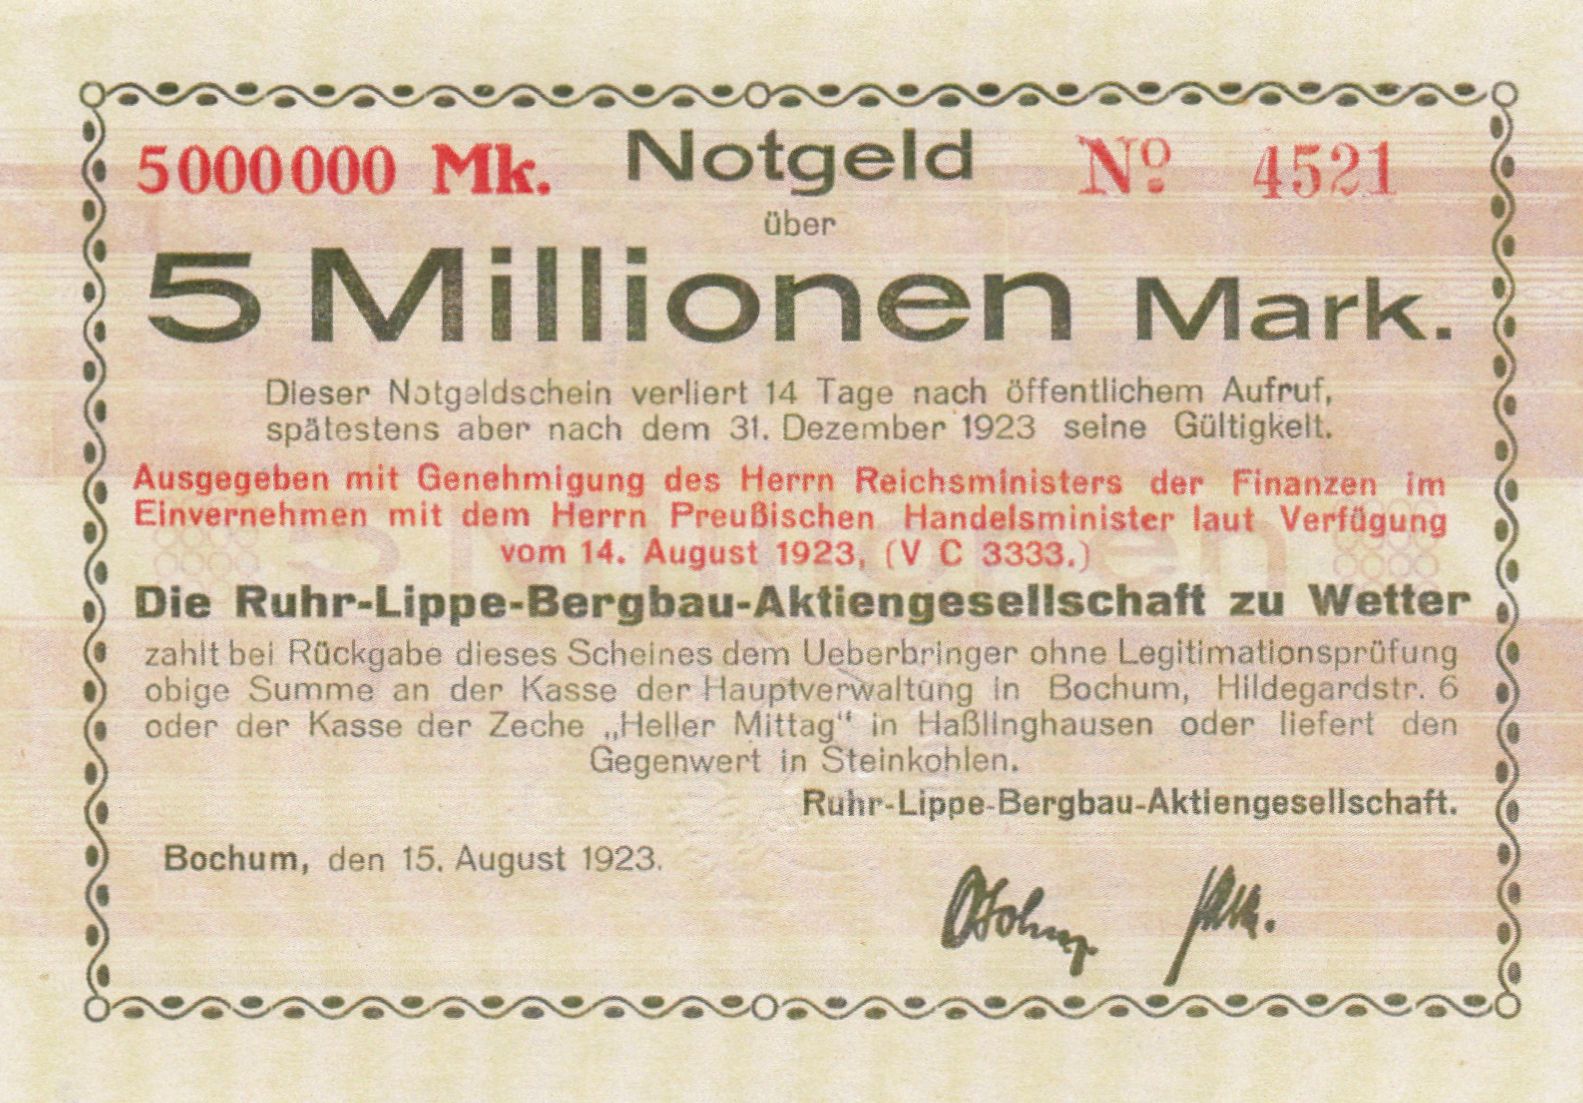 5000000 Mk. Notgeld Nº 4521
über
5 Millionen Mark.
Dieser Notgeldschein verliert 14 Tage nach öffentlichem Aufruf,
spätestens aber nach dem 31. Dezember 1923 seine Gültigkeit.
Ausgegeben mit Genehmigung des Herrn Reichsministers der Finanzen im
Einvernehmen mit dem Herrn Preußischen Handelsminister laut Verfügung
vom 14. August 1923, (V C 3333.)
5 Millionen
Die Ruhr-Lippe-Bergbau-Aktiengesellschaft zu Wetter
zahlt bei Rückgabe dieses Scheines dem Ueberbringer ohne Legitimationsprüfung
obige Summe an der Kasse der Hauptverwaltung in Bochum, Hildegardstr. 6
oder der Kasse der Zeche „Heller Mittag“ in Haßlinghausen oder liefert den
Gegenwert in Steinkohlen.
Ruhr-Lippe-Bergbau-Aktiengesellschaft.
Bochum, den 15. August 1923.